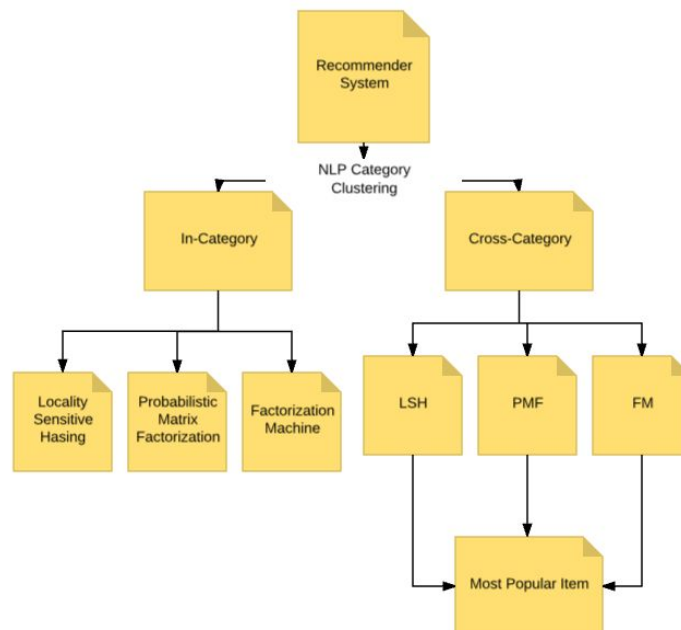 Recommender
System
NLP Category
Clustering
In-Category
Cross-Category
Locality
Sensitive
Hasing
Probabilistic
Matrix
Factorization
Factorization
Machine
LSH
PMF
FM
Most Popular Item